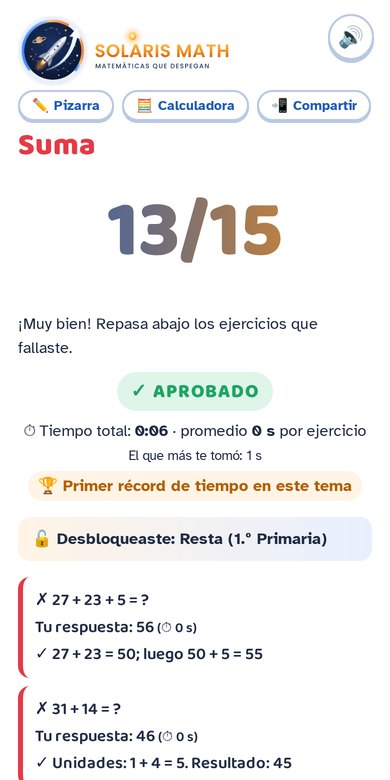 SOLARIS MATH
MATEMÁTICAS QUE DESPEGAN
✏️ Pizarra
🧮 Calculadora
📲 Compartir
Suma
13/15
¡Muy bien! Repasa abajo los ejercicios que
fallaste.
✓ APROBADO
⏱ Tiempo total: 0:06 · promedio 0 s por ejercicio
El que más te tomó: 1 s
🏆 Primer récord de tiempo en este tema
🔓 Desbloqueaste: Resta (1.º Primaria)
✗ 27 + 23 + 5 = ?
Tu respuesta: 56 (⏱ 0 s)
✓ 27 + 23 = 50; luego 50 + 5 = 55
✗ 31 + 14 = ?
Tu respuesta: 46 (⏱ 0 s)
✓ Unidades: 1 + 4 = 5. Resultado: 45